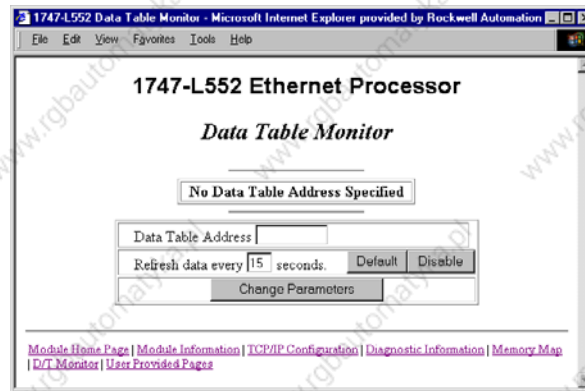 1747-L552 Data Table Monitor - Microsoft Internet Explorer provided by Rockwell Automation
File Edit View Favorites Tools Help
1747-L552 Ethernet Processor
Data Table Monitor
No Data Table Address Specified
Data Table Address
Refresh data every 15 seconds. Default Disable
Change Parameters
Module Home Page | Module Information | TCP/IP Configuration | Diagnostic Information | Memory Map
| D/T Monitor | User Provided Pages
www.rgbautomatyka.pl